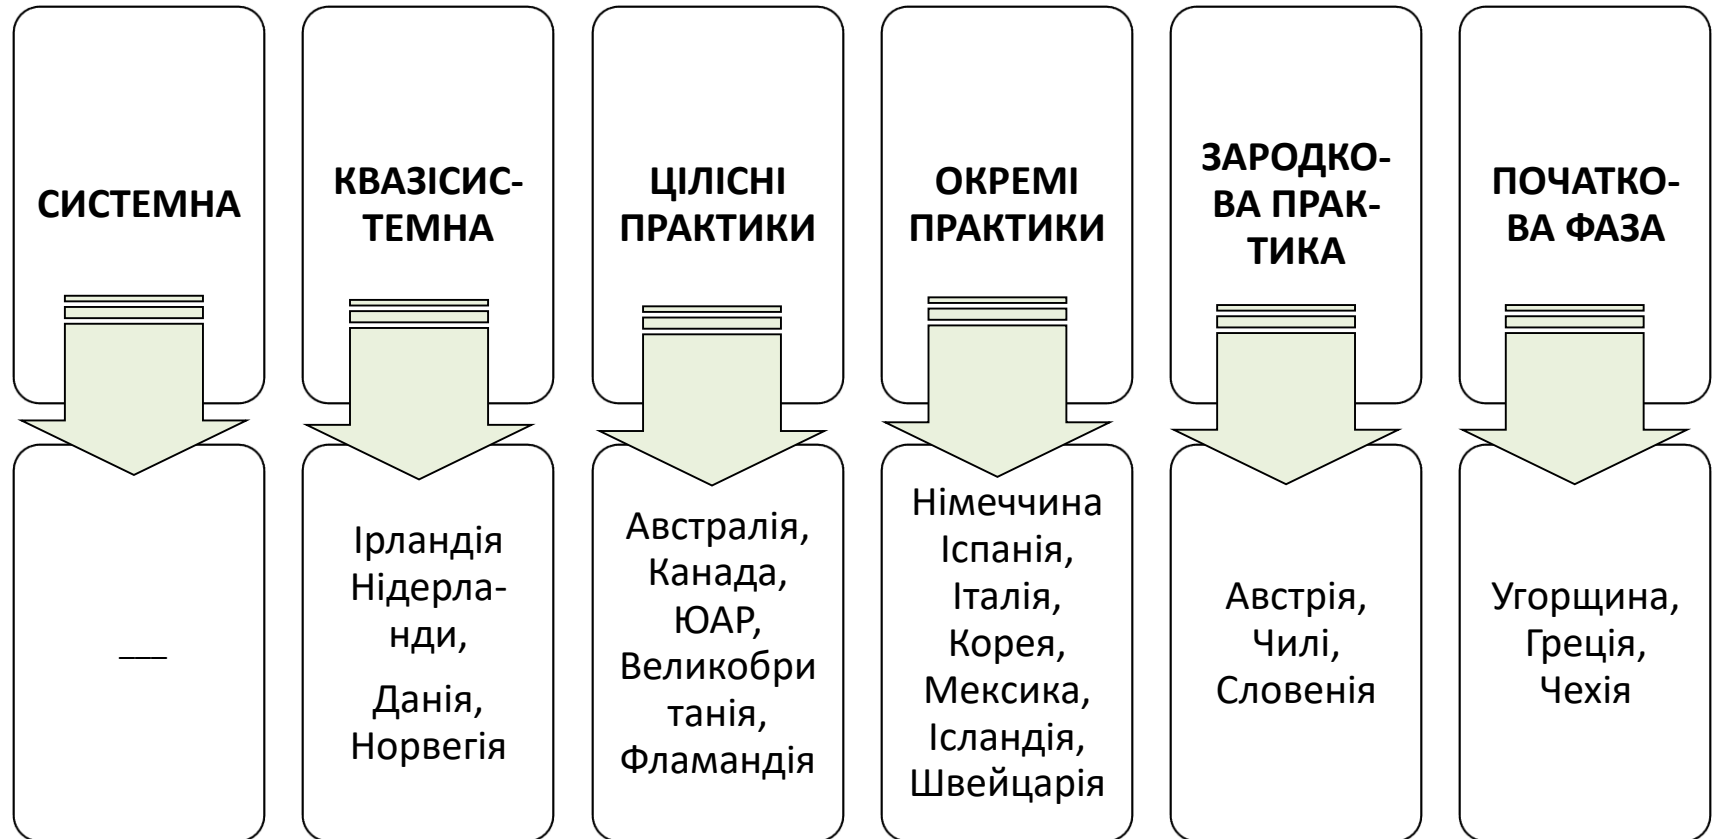 СИСТЕМНА
КВАЗІСИС-
ТЕМНА
ЦІЛІСНІ
ПРАКТИКИ
ОКРЕМІ
ПРАКТИКИ
ЗАРОДКО-
ВА ПРАК-
ТИКА
ПОЧАТКО-
ВА ФАЗА
___
Ірландія
Нідерла-
нди,
Данія,
Норвегія
Австралія,
Канада,
ЮАР,
Великобри
танія,
Фламандія
Німеччина
Іспанія,
Італія,
Корея,
Мексика,
Ісландія,
Швейцарія
Австрія,
Чилі,
Словенія
Угорщина,
Греція,
Чехія